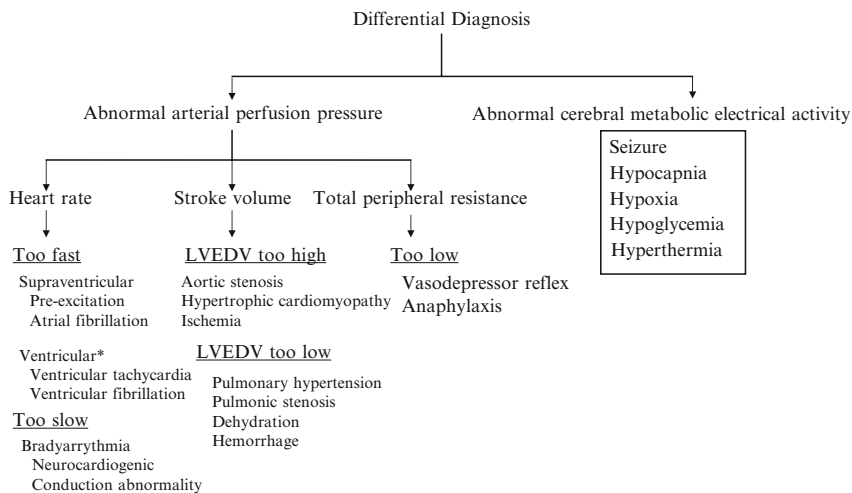 Differential Diagnosis
Abnormal arterial perfusion pressure
Abnormal cerebral metabolic electrical activity
Seizure
Hypocapnia
Hypoxia
Hypoglycemia
Hyperthermia
Heart rate
Stroke volume
Total peripheral resistance
Too fast
Supraventricular
Pre-excitation
Atrial fibrillation
Ventricular*
Ventricular tachycardia
Ventricular fibrillation
Too slow
Bradyarrythmia
Neurocardiogenic
Conduction abnormality
LVEDV too high
Aortic stenosis
Hypertrophic cardiomyopathy
Ischemia
LVEDV too low
Pulmonary hypertension
Pulmonic stenosis
Dehydration
Hemorrhage
Too low
Vasodepressor reflex
Anaphylaxis